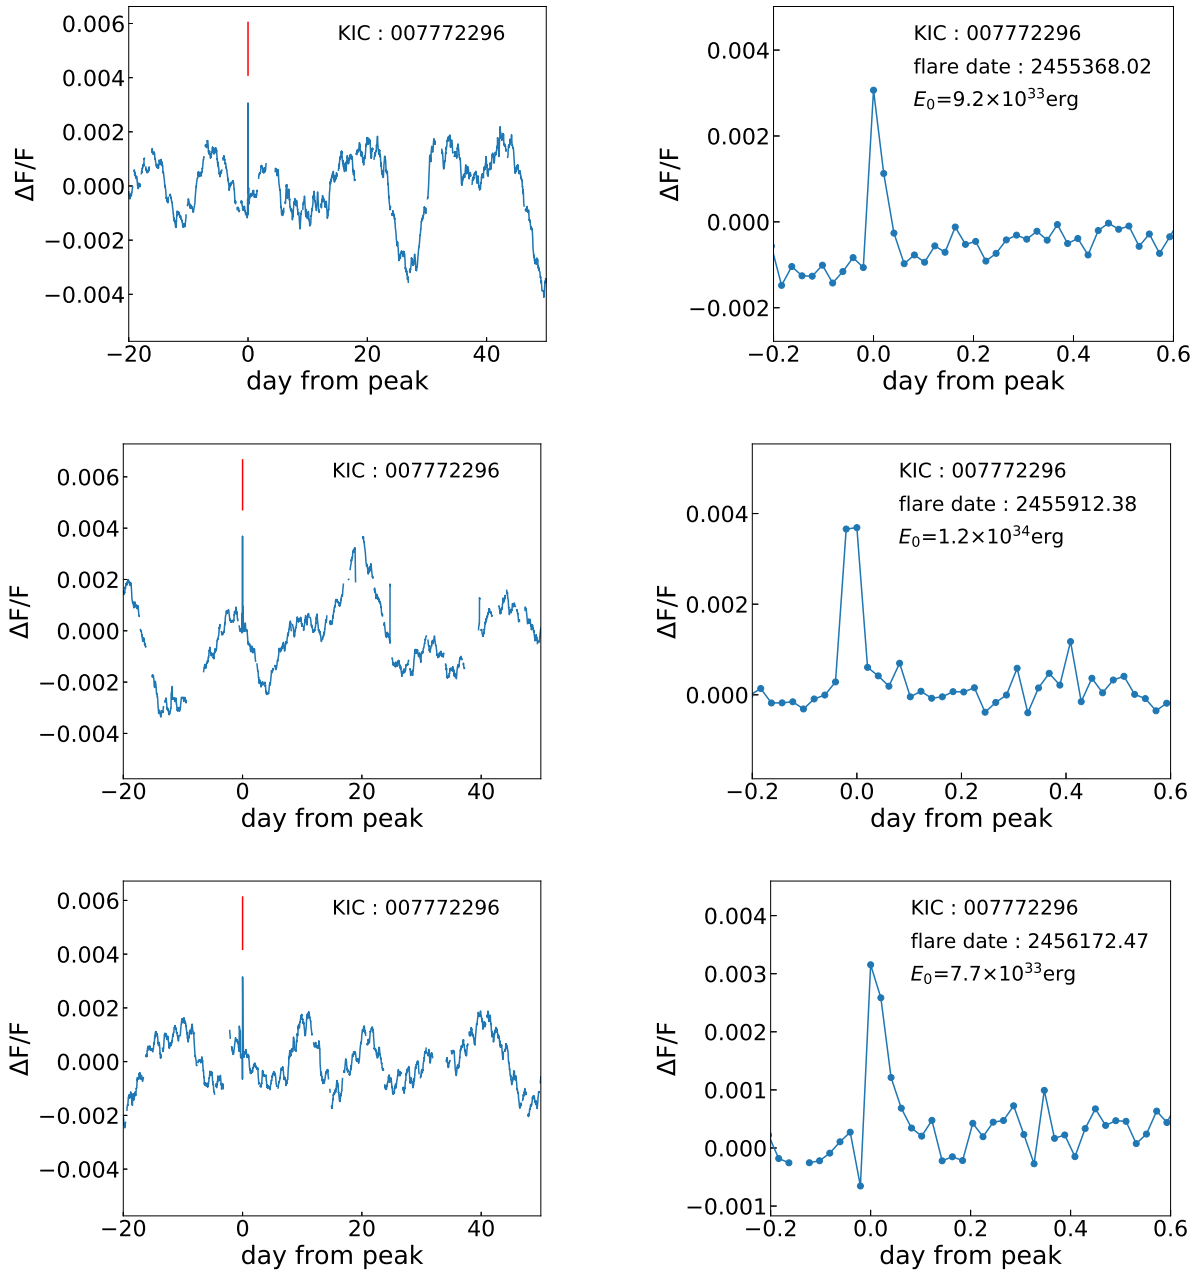 0.006
0.004
0.002
0.000
−0.002
−0.004
ΔF/F
KIC : 007772296
−20
0
20
40
day from peak
0.004
0.002
0.000
−0.002
ΔF/F
KIC : 007772296
flare date : 2455368.02
E₀=9.2×10³³erg
−0.2
0.0
0.2
0.4
0.6
day from peak
0.006
0.004
0.002
0.000
−0.002
−0.004
ΔF/F
KIC : 007772296
−20
0
20
40
day from peak
0.004
0.002
0.000
ΔF/F
KIC : 007772296
flare date : 2455912.38
E₀=1.2×10³⁴erg
−0.2
0.0
0.2
0.4
0.6
day from peak
0.006
0.004
0.002
0.000
−0.002
−0.004
ΔF/F
KIC : 007772296
−20
0
20
40
day from peak
0.004
0.003
0.002
0.001
0.000
−0.001
ΔF/F
KIC : 007772296
flare date : 2456172.47
E₀=7.7×10³³erg
−0.2
0.0
0.2
0.4
0.6
day from peak